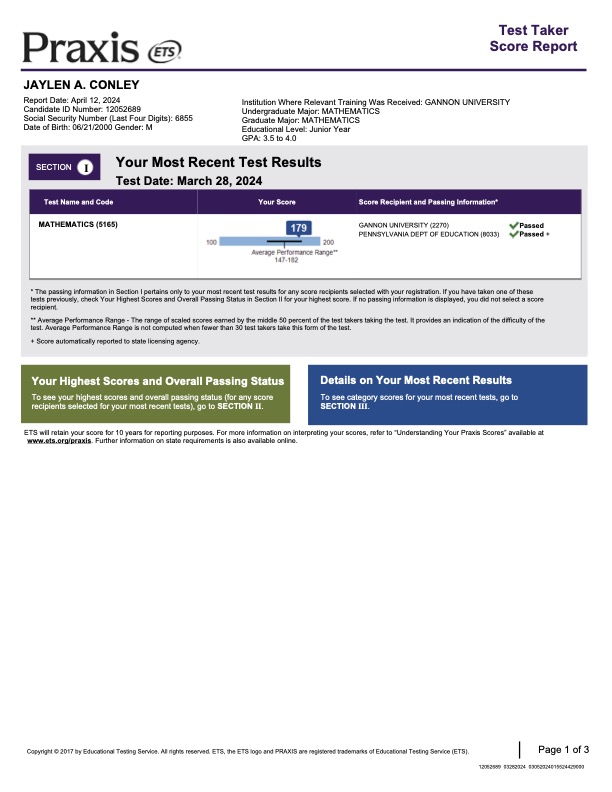 Praxis ETS®
Test Taker
Score Report
JAYLEN A. CONLEY
Report Date: April 12, 2024
Candidate ID Number: 12052689
Social Security Number (Last Four Digits): 6855
Date of Birth: 06/21/2000 Gender: M
Institution Where Relevant Training Was Received: GANNON UNIVERSITY
Undergraduate Major: MATHEMATICS
Graduate Major: MATHEMATICS
Educational Level: Junior Year
GPA: 3.5 to 4.0
SECTION I
Your Most Recent Test Results
Test Date: March 28, 2024
Test Name and Code Your Score Score Recipient and Passing Information*
MATHEMATICS (5165)
179
100 200
Average Performance Range**
147-162
GANNON UNIVERSITY (2270) Passed
PENNSYLVANIA DEPT OF EDUCATION (8033) Passed +
* The passing information in Section I pertains only to your most recent test results for any score recipients selected with your registration. If you have taken one of these
tests previously, check Your Highest Scores and Overall Passing Status in Section II for your highest score. If no passing information is displayed, you did not select a score
recipient.
** Average Performance Range - The range of scaled scores earned by the middle 50 percent of the test takers taking the test. It provides an indication of the difficulty of the
test. Average Performance Range is not computed when fewer than 30 test takers take this form of the test.
+ Score automatically reported to state licensing agency.
Your Highest Scores and Overall Passing Status
To see your highest scores and overall passing status (for any score
recipients selected for your most recent tests), go to SECTION II.
Details on Your Most Recent Results
To see category scores for your most recent tests, go to
SECTION III.
ETS will retain your score for 10 years for reporting purposes. For more information on interpreting your scores, refer to "Understanding Your Praxis Scores" available at
www.ets.org/praxis. Further information on state requirements is also available online.
Copyright © 2017 by Educational Testing Service. All rights reserved. ETS, the ETS logo and PRAXIS are registered trademarks of Educational Testing Service (ETS).
Page 1 of 3
12052689 03282024 03052024015524429000